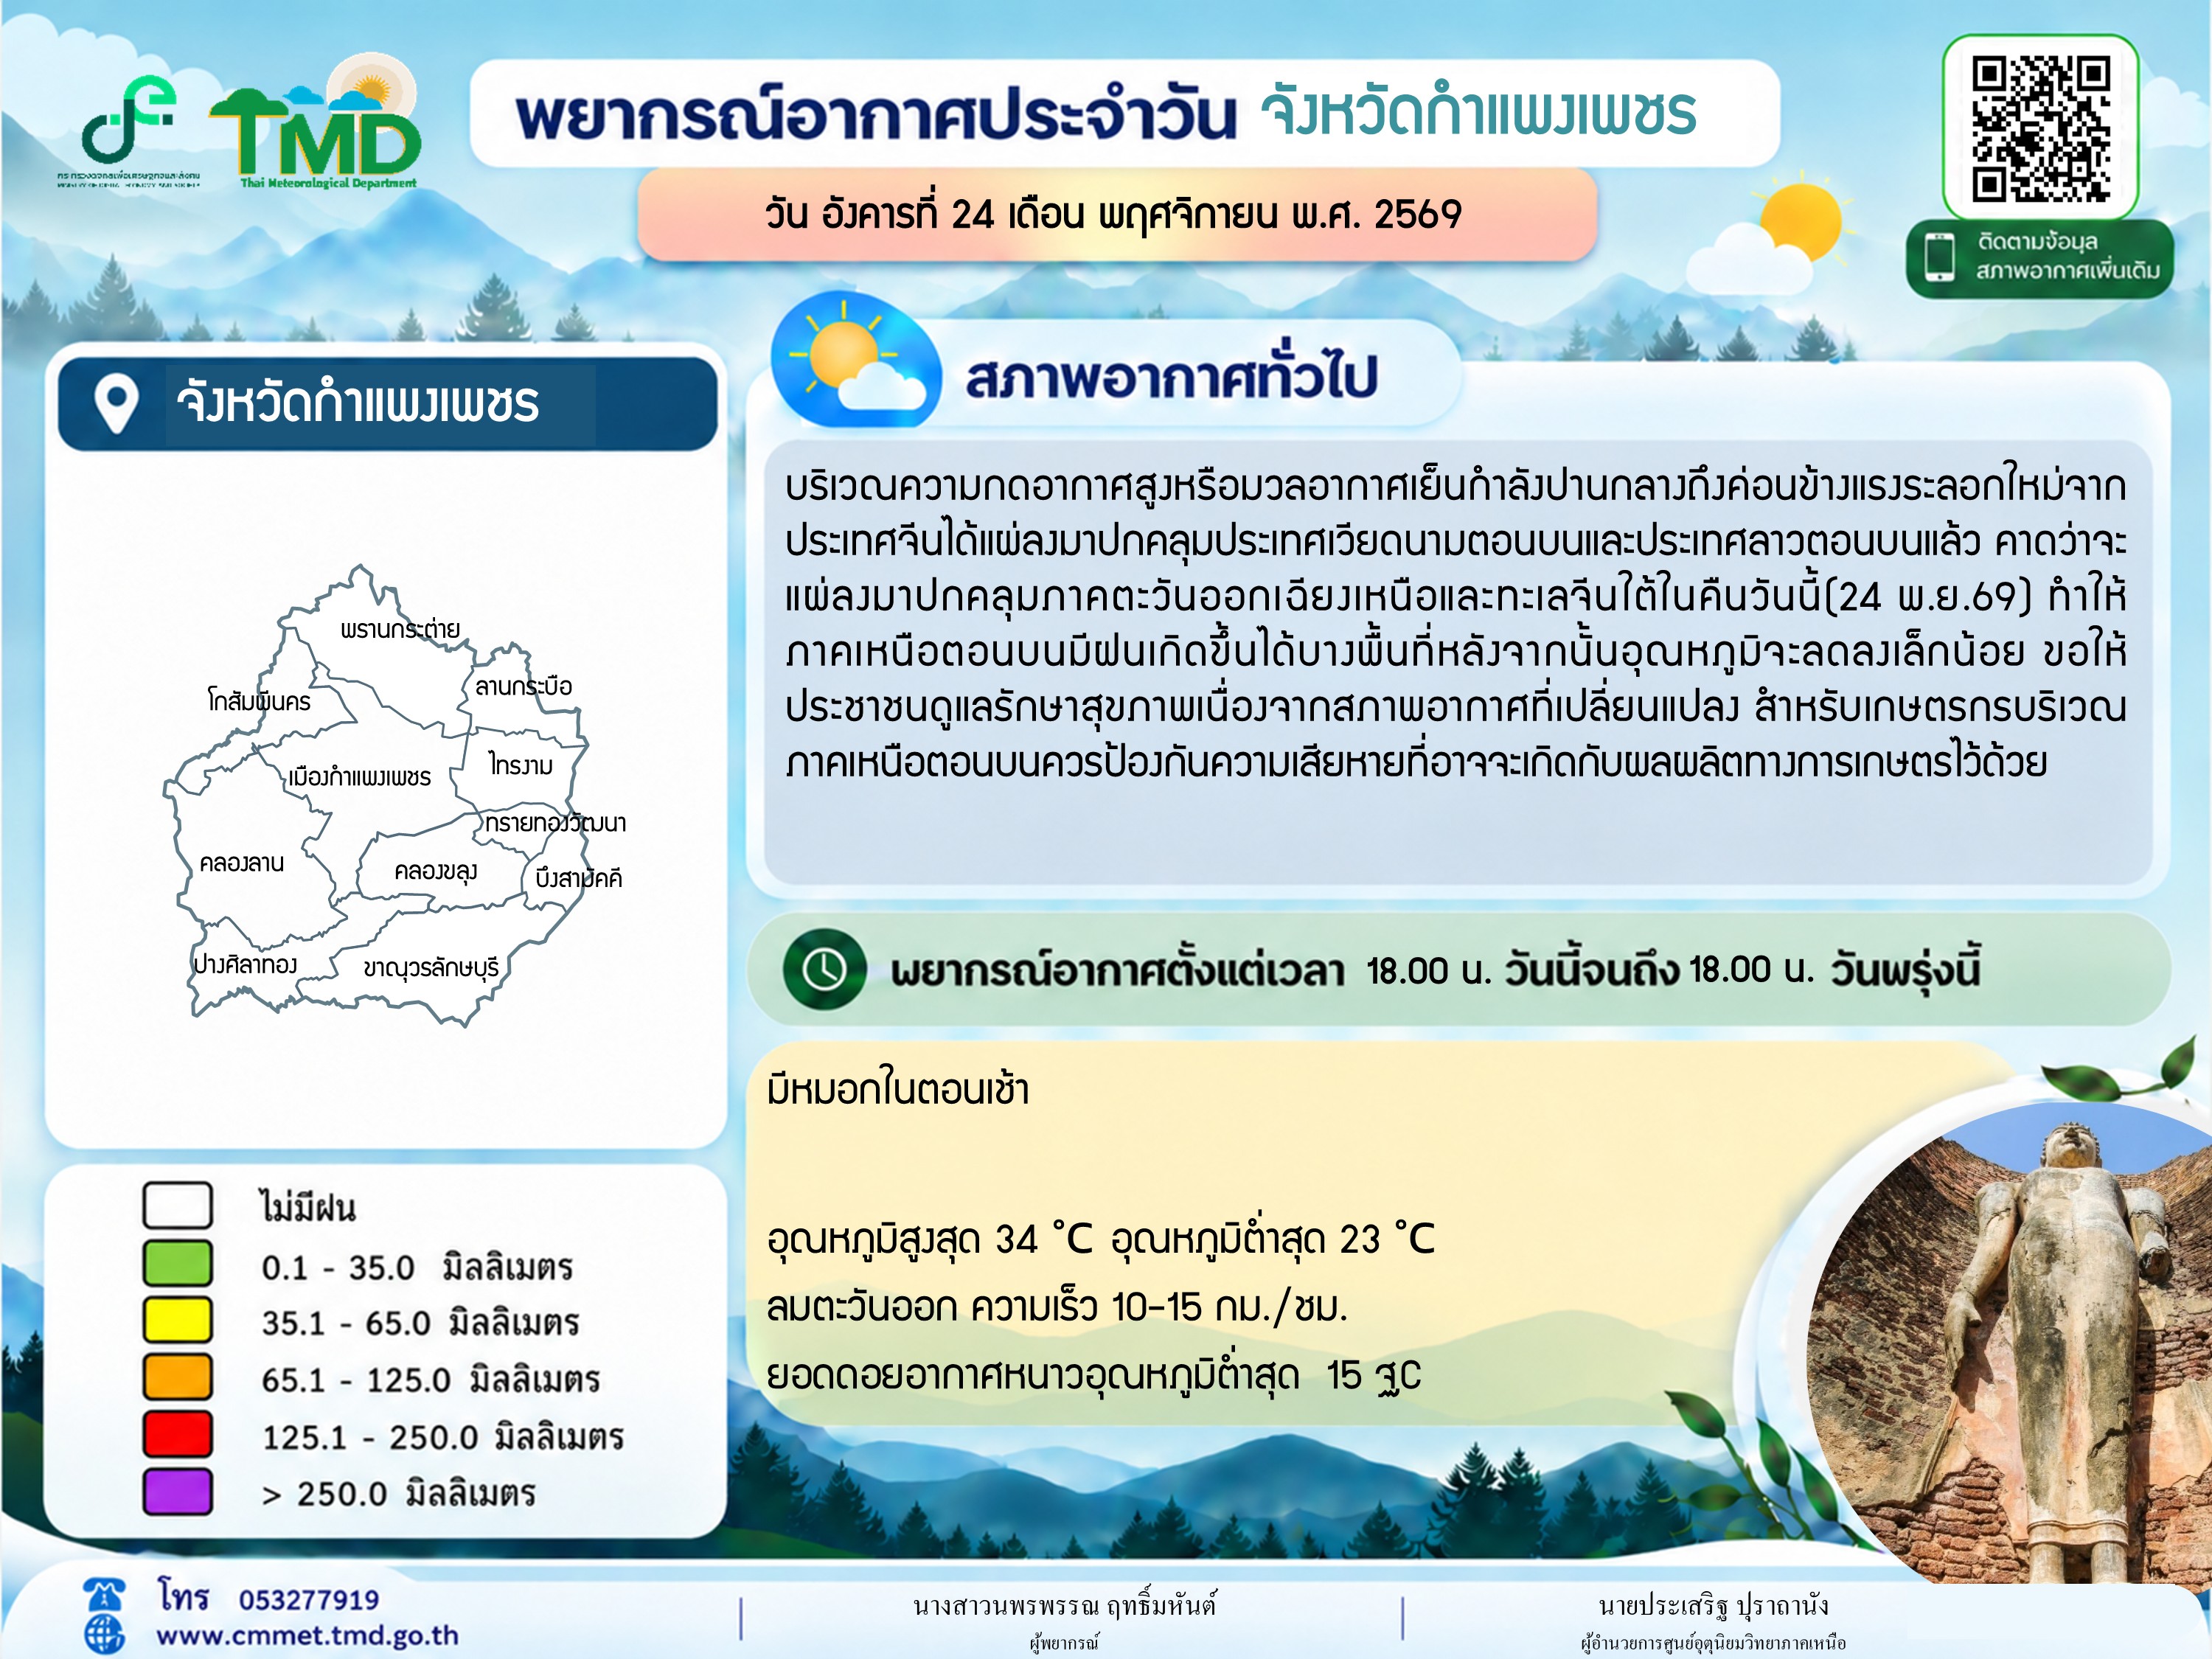 พยากรณ์อากาศประจำวัน จังหวัดกำแพงเพชร
TMD
Thai Meteorological Department
วัน อังคารที่ 24 เดือน พฤศจิกายน พ.ศ. 2569
ติดตามข้อมูล
สภาพอากาศเพิ่มเติม
จังหวัดกำแพงเพชร
พรานกระต่าย
ลานกระบือ
โกสัมพีนคร
ไทรงาม
เมืองกำแพงเพชร
ทรายทองวัฒนา
คลองลาน
คลองขลุง
บึงสามัคคี
ปางศิลาทอง
ขาณุวรลักษบุรี
สภาพอากาศทั่วไป
บริเวณความกดอากาศสูงหรือมวลอากาศเย็นกำลังปานกลางถึงค่อนข้างแรงระลอกใหม่จาก
ประเทศจีนได้แผ่ลงมาปกคลุมประเทศเวียดนามตอนบนและประเทศลาวตอนบนแล้ว คาดว่าจะ
แผ่ลงมาปกคลุมภาคตะวันออกเฉียงเหนือและทะเลจีนใต้ในคืนวันนี้(24 พ.ย.69) ทำให้
ภาคเหนือตอนบนมีฝนเกิดขึ้นได้บางพื้นที่หลังจากนั้นอุณหภูมิจะลดลงเล็กน้อย ขอให้
ประชาชนดูแลรักษาสุขภาพเนื่องจากสภาพอากาศที่เปลี่ยนแปลง สำหรับเกษตรกรบริเวณ
ภาคเหนือตอนบนควรป้องกันความเสียหายที่อาจจะเกิดกับผลผลิตทางการเกษตรไว้ด้วย
พยากรณ์อากาศตั้งแต่เวลา 18.00 น. วันนี้จนถึง 18.00 น. วันพรุ่งนี้
มีหมอกในตอนเช้า
อุณหภูมิสูงสุด 34 °C อุณหภูมิต่ำสุด 23 °C
ลมตะวันออก ความเร็ว 10-15 กม./ชม.
ยอดดอยอากาศหนาวอุณหภูมิต่ำสุด 15 ฐC
ไม่มีฝน
0.1 - 35.0 มิลลิเมตร
35.1 - 65.0 มิลลิเมตร
65.1 - 125.0 มิลลิเมตร
125.1 - 250.0 มิลลิเมตร
> 250.0 มิลลิเมตร
โทร 053277919
www.cmmet.tmd.go.th
นางสาวนพรพรรณ ฤทธิ์มหันต์
ผู้พยากรณ์
นายประเสริฐ ปุราถานัง
ผู้อำนวยการศูนย์อุตุนิยมวิทยาภาคเหนือ